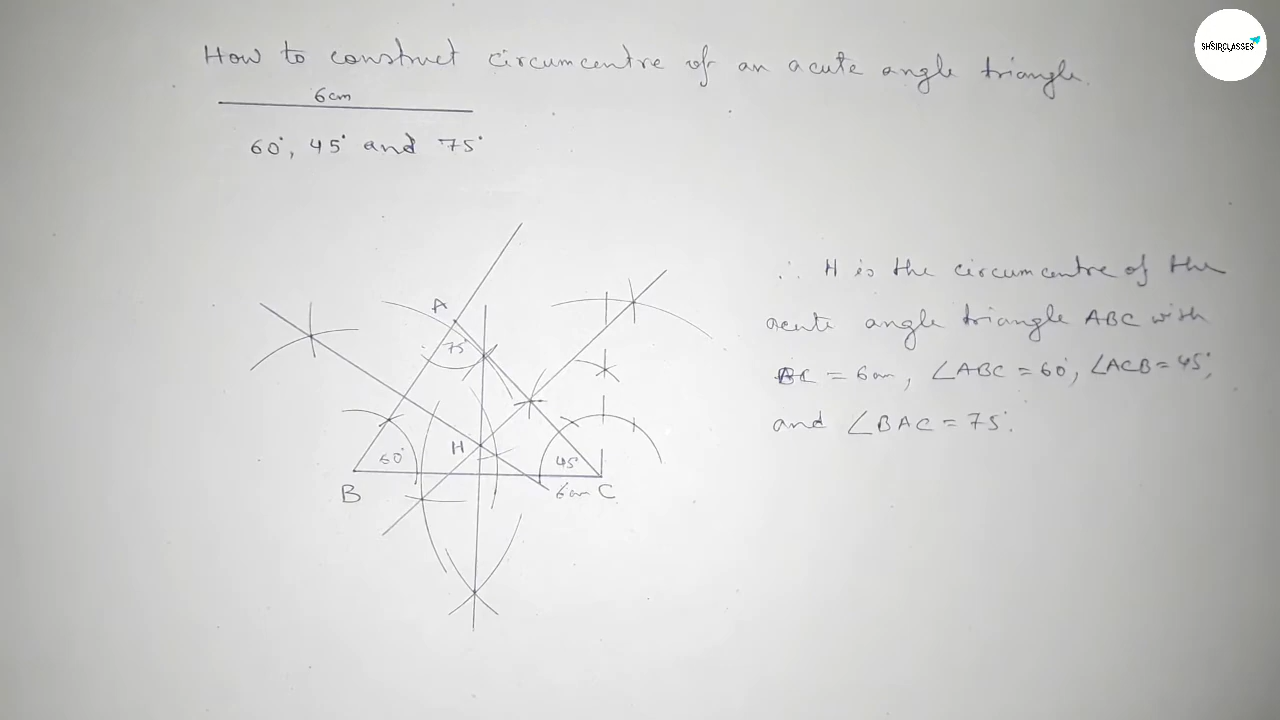 How to construct circumcentre of an acute angle triangle.
SHSIRCLASSES
6cm
60°, 45° and 75°
A
75°
H
60°
45°
B
6cm C
∴ H is the circumcentre of the
acute angle triangle ABC with
BC = 6cm, ∠ABC = 60°, ∠ACB = 45°,
and ∠BAC = 75°.